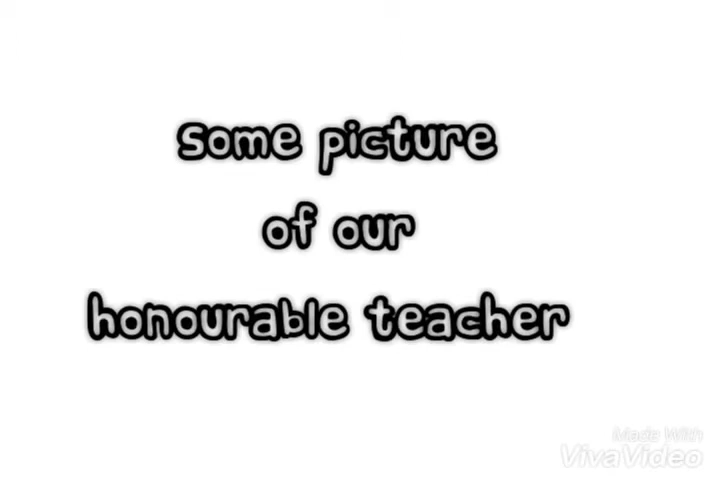 some picture
of our
honourable teacher
Made With
VivaVideo